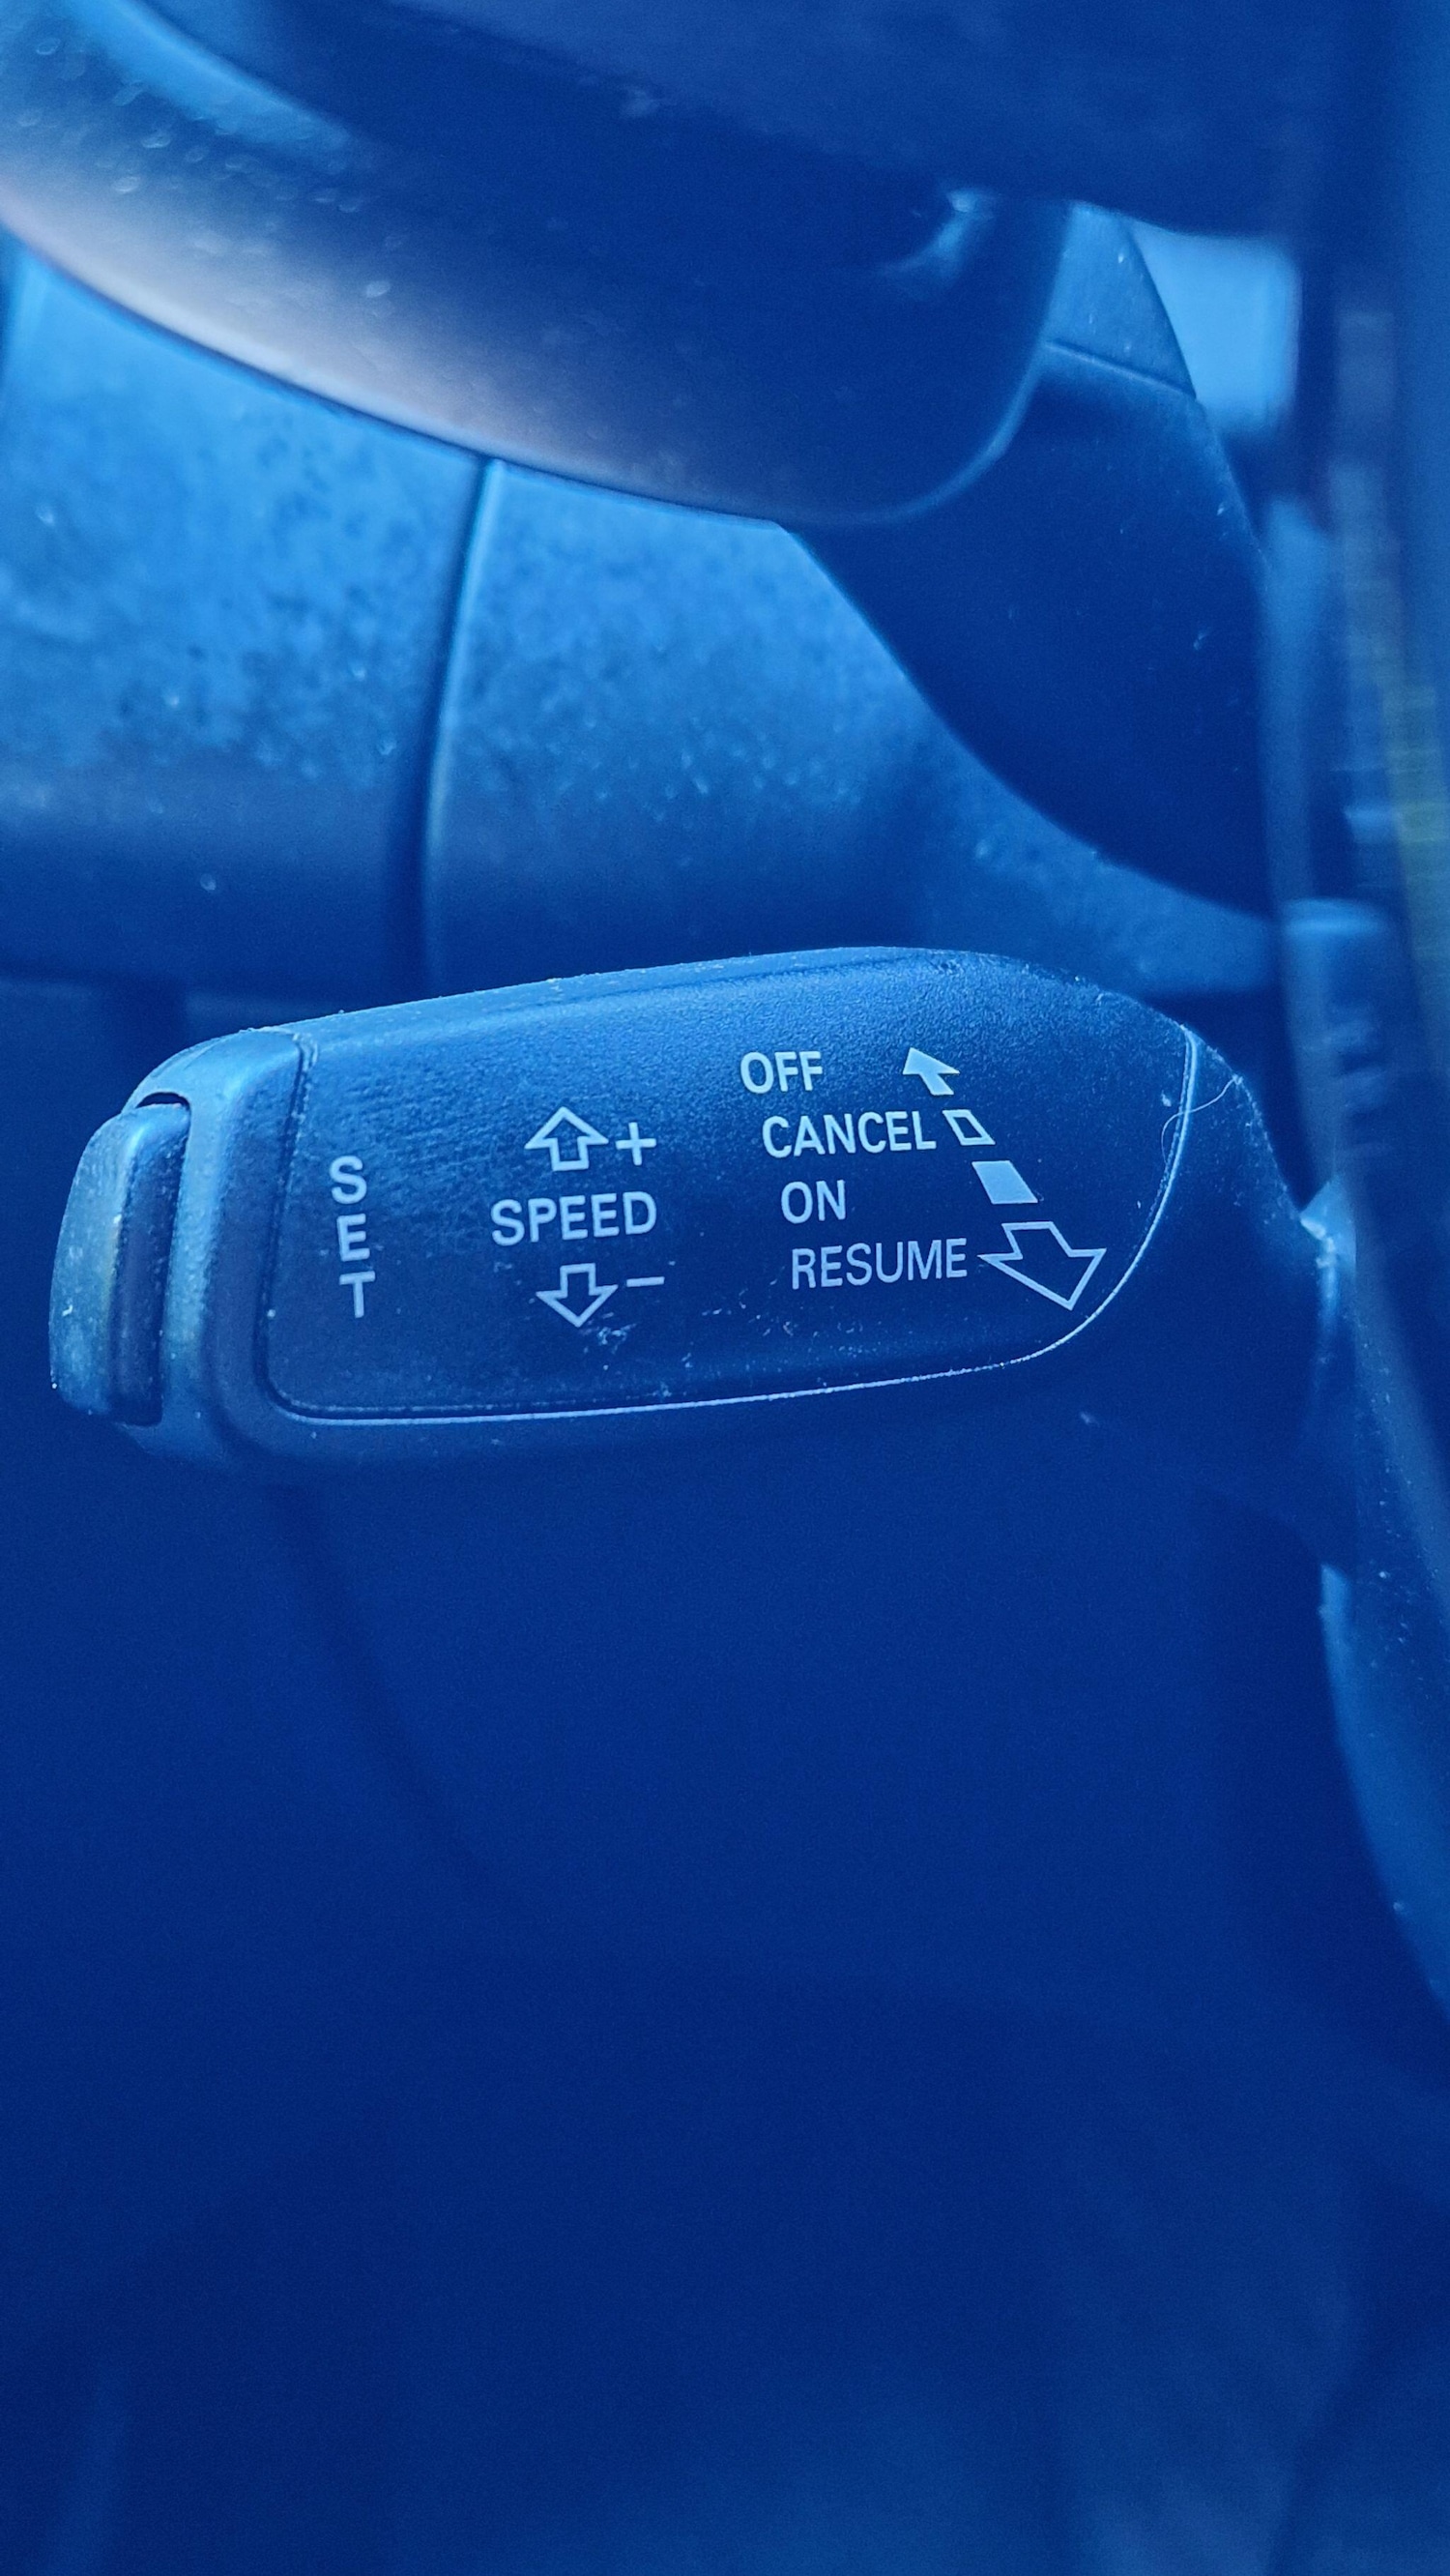 SET
+
SPEED
−
OFF
CANCEL
ON
RESUME